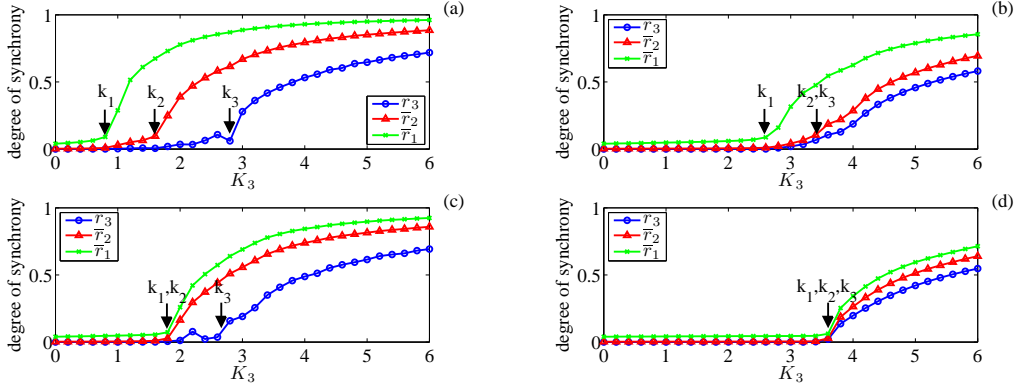 (a)
degree of synchrony
1
0.5
0
k1
k2
k3
r3
r̅2
r̅1
0 1 2 3 4 5 6
K3
(b)
degree of synchrony
1
0.5
0
r3
r̅2
r̅1
k1
k2,k3
0 1 2 3 4 5 6
K3
(c)
degree of synchrony
1
0.5
0
r3
r̅2
r̅1
k1,k2
k3
0 1 2 3 4 5 6
K3
(d)
degree of synchrony
1
0.5
0
r3
r̅2
r̅1
k1,k2,k3
0 1 2 3 4 5 6
K3